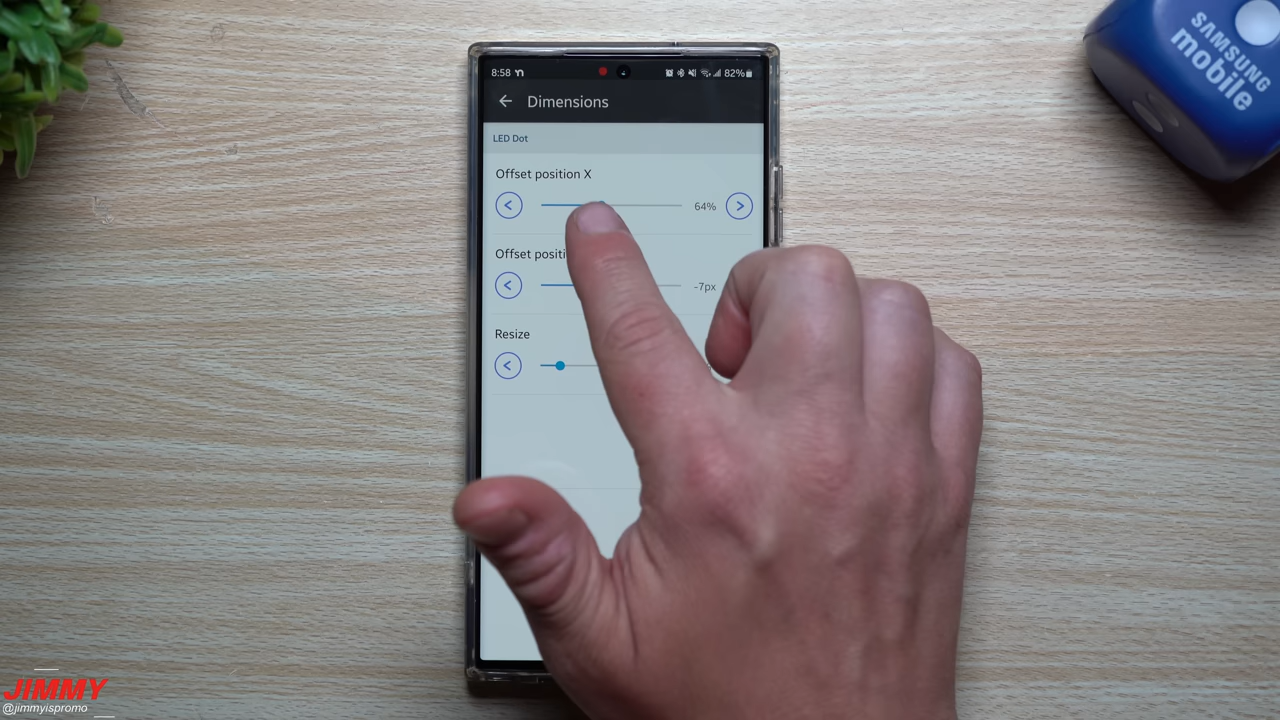 SAMSUNG
mobile
8:58
82%
Dimensions
LED Dot
Offset position X
64%
Offset positi
-7px
Resize
JIMMY
@jimmyispromo